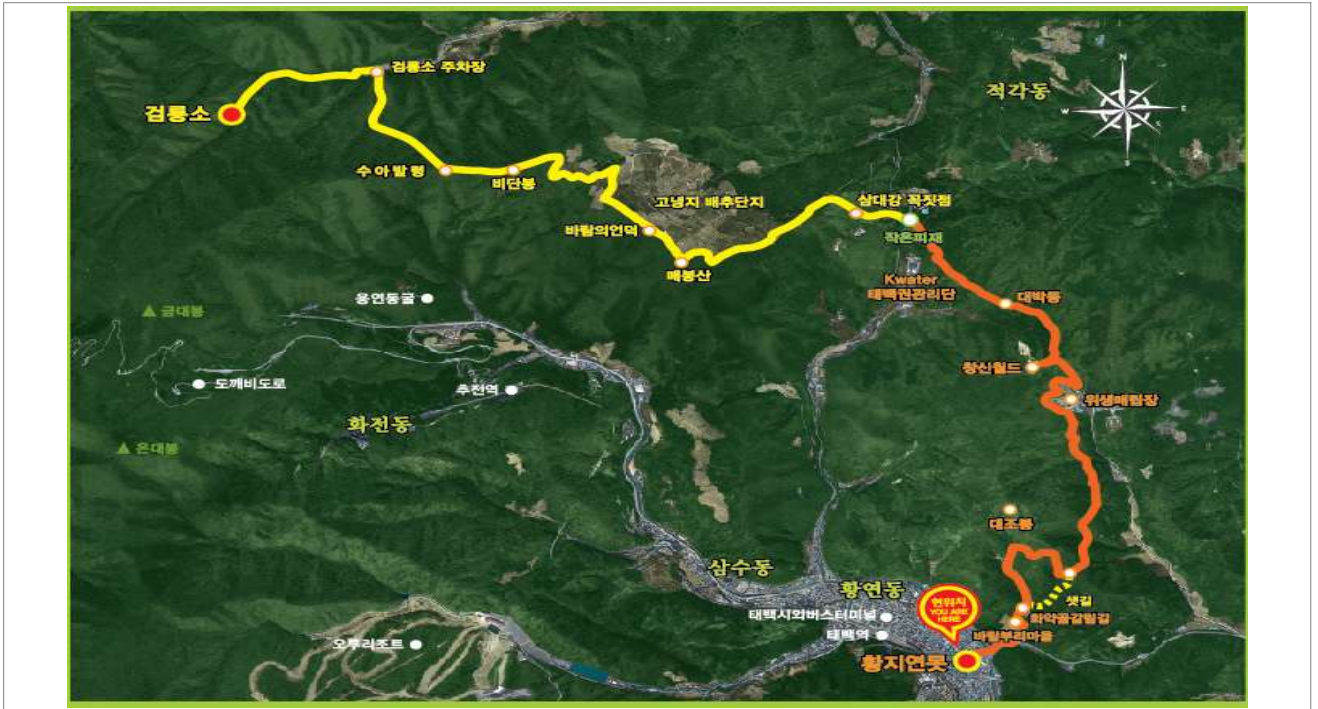 N
적각동
W
E
S
검룡소 주차장
검룡소
수아발령
비단봉
고냉지 배추단지
삼대강 꼭짓점
바람의언덕
작은피재
매봉산
Kwater
태백권관리단
용연동굴
대박등
▲ 금대봉
창신월드
도깨비도로
추전역
위생매립장
화전동
▲ 은대봉
대조봉
삼수동
황연동
샛길
현위치
YOU ARE
HERE
화약골갈림길
태백시외버스터미널
바람부리마을
태백역
오투리조트
황지연못